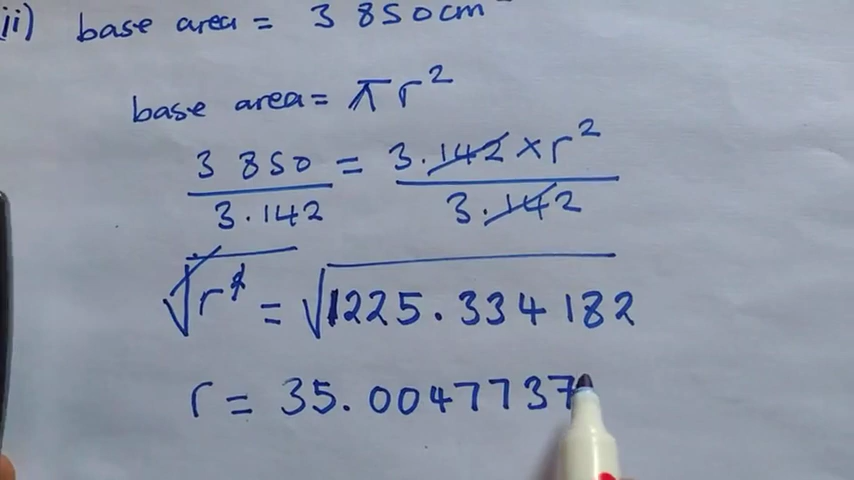 ii) base area = 3 850cm
base area = πr²
3 850 = 3.142 × r²
3.142 3.142
√r² = √1225.334182
r = 35.0047737